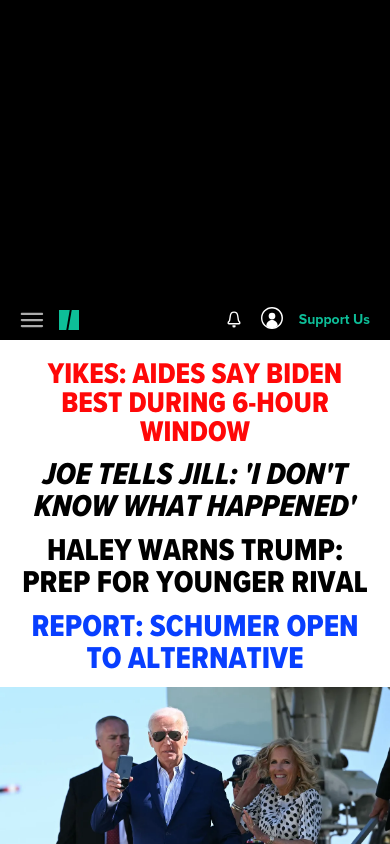 Support Us
YIKES: AIDES SAY BIDEN
BEST DURING 6-HOUR
WINDOW
JOE TELLS JILL: 'I DON'T
KNOW WHAT HAPPENED'
HALEY WARNS TRUMP:
PREP FOR YOUNGER RIVAL
REPORT: SCHUMER OPEN
TO ALTERNATIVE